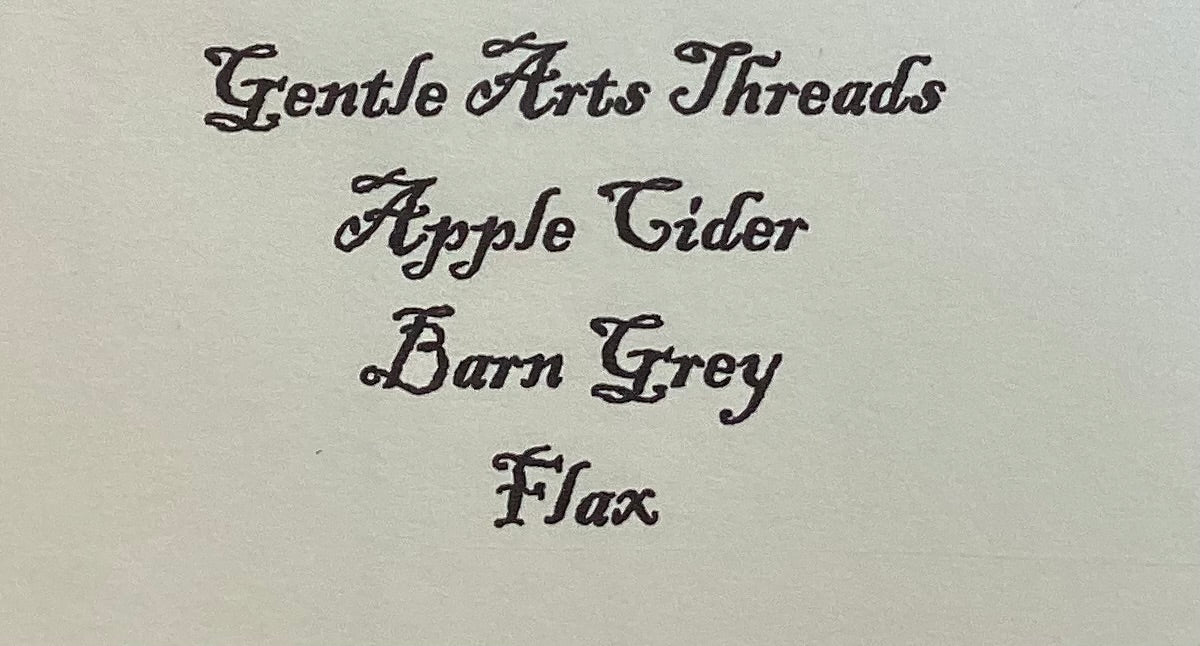 Gentle Arts Threads
Apple Cider
Barn Grey
Flax